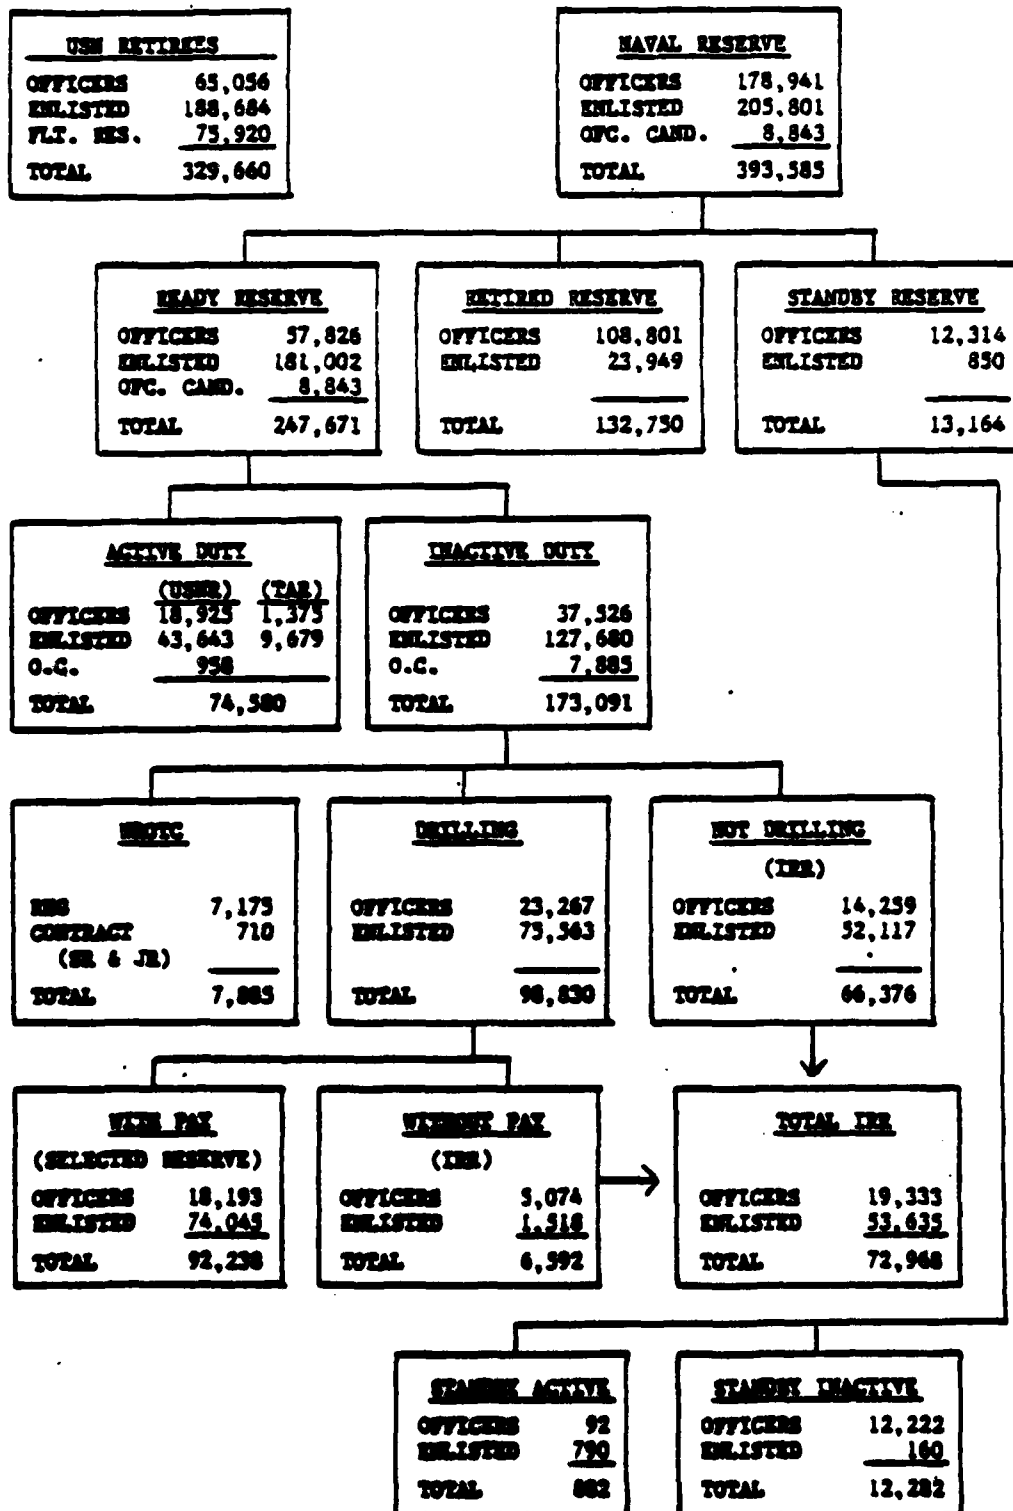 USN RETIREES
OFFICERS 65,056
ENLISTED 188,684
FLT. RES. 75,920
TOTAL 329,660
NAVAL RESERVE
OFFICERS 178,941
ENLISTED 205,801
OFC. CAND. 8,843
TOTAL 393,585
READY RESERVE
OFFICERS 57,826
ENLISTED 181,002
OFC. CAND. 8,843
TOTAL 247,671
RETIRED RESERVE
OFFICERS 108,801
ENLISTED 23,949
TOTAL 132,750
STANDBY RESERVE
OFFICERS 12,314
ENLISTED 850
TOTAL 13,164
ACTIVE DUTY
(USNR) (TAR)
OFFICERS 18,925 1,375
ENLISTED 43,643 9,679
O.C. 958
TOTAL 74,580
INACTIVE DUTY
OFFICERS 37,526
ENLISTED 127,680
O.C. 7,885
TOTAL 173,091
NROTC
REG 7,175
CONTRACT 710
(SR & JR)
TOTAL 7,885
DRILLING
OFFICERS 23,267
ENLISTED 75,563
TOTAL 98,830
NOT DRILLING
(IRR)
OFFICERS 14,259
ENLISTED 52,117
TOTAL 66,376
WITH PAY
(SELECTED RESERVE)
OFFICERS 18,193
ENLISTED 74,045
TOTAL 92,238
WITHOUT PAY
(IRR)
OFFICERS 5,074
ENLISTED 1,518
TOTAL 6,592
TOTAL IRR
OFFICERS 19,333
ENLISTED 53,635
TOTAL 72,968
STANDBY ACTIVE
OFFICERS 92
ENLISTED 790
TOTAL 882
STANDBY INACTIVE
OFFICERS 12,222
ENLISTED 160
TOTAL 12,282